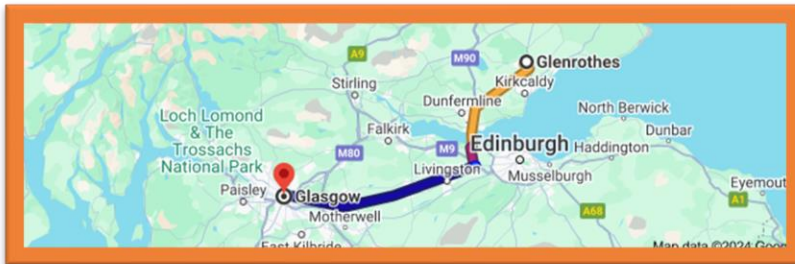 A9
M90
Glenrothes
Kirkcaldy
Stirling
Dunfermline
North Berwick
Loch Lomond
& The
Trossachs
National Park
Falkirk
Edinburgh
Dunbar
M80
M9
Haddington
Livingston
Musselburgh
Eyemout
Paisley
Glasgow
Motherwell
A68
A1
East Kilbride
Map data ©2024 Goo